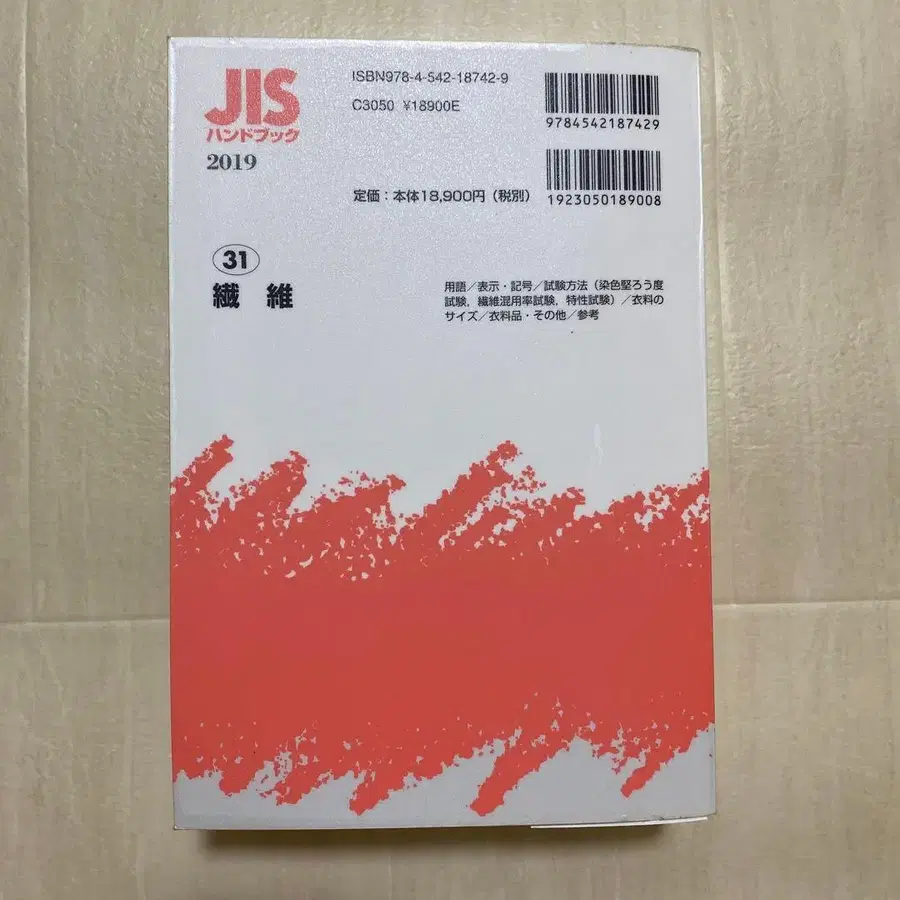 JIS
ハンドブック
2019
ISBN978-4-542-18742-9
C3050 ¥18900E
9784542187429
1923050189008
定価：本体18,900円（税別）
31
繊維
用語／表示・記号／試験方法（染色堅ろう度
試験，繊維混用率試験，特性試験）／衣料の
サイズ／衣料品・その他／参考